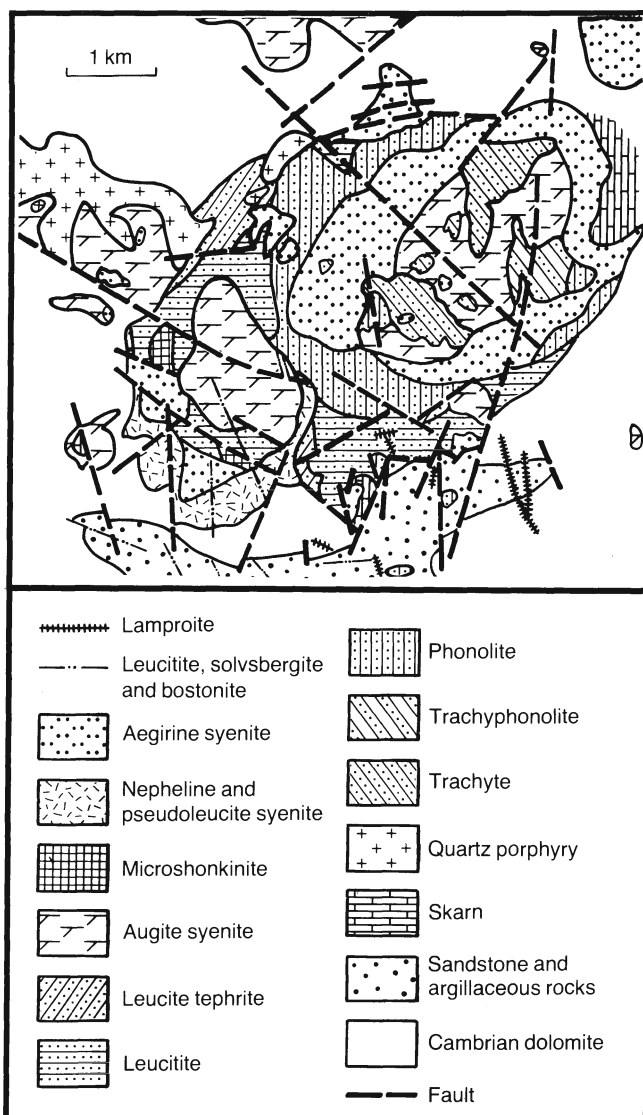 1 km
Lamproite
Leucitite, solvsbergite
and bostonite
Aegirine syenite
Nepheline and
pseudoleucite syenite
Microshonkinite
Augite syenite
Leucite tephrite
Leucitite
Phonolite
Trachyphonolite
Trachyte
Quartz porphyry
Skarn
Sandstone and
argillaceous rocks
Cambrian dolomite
Fault